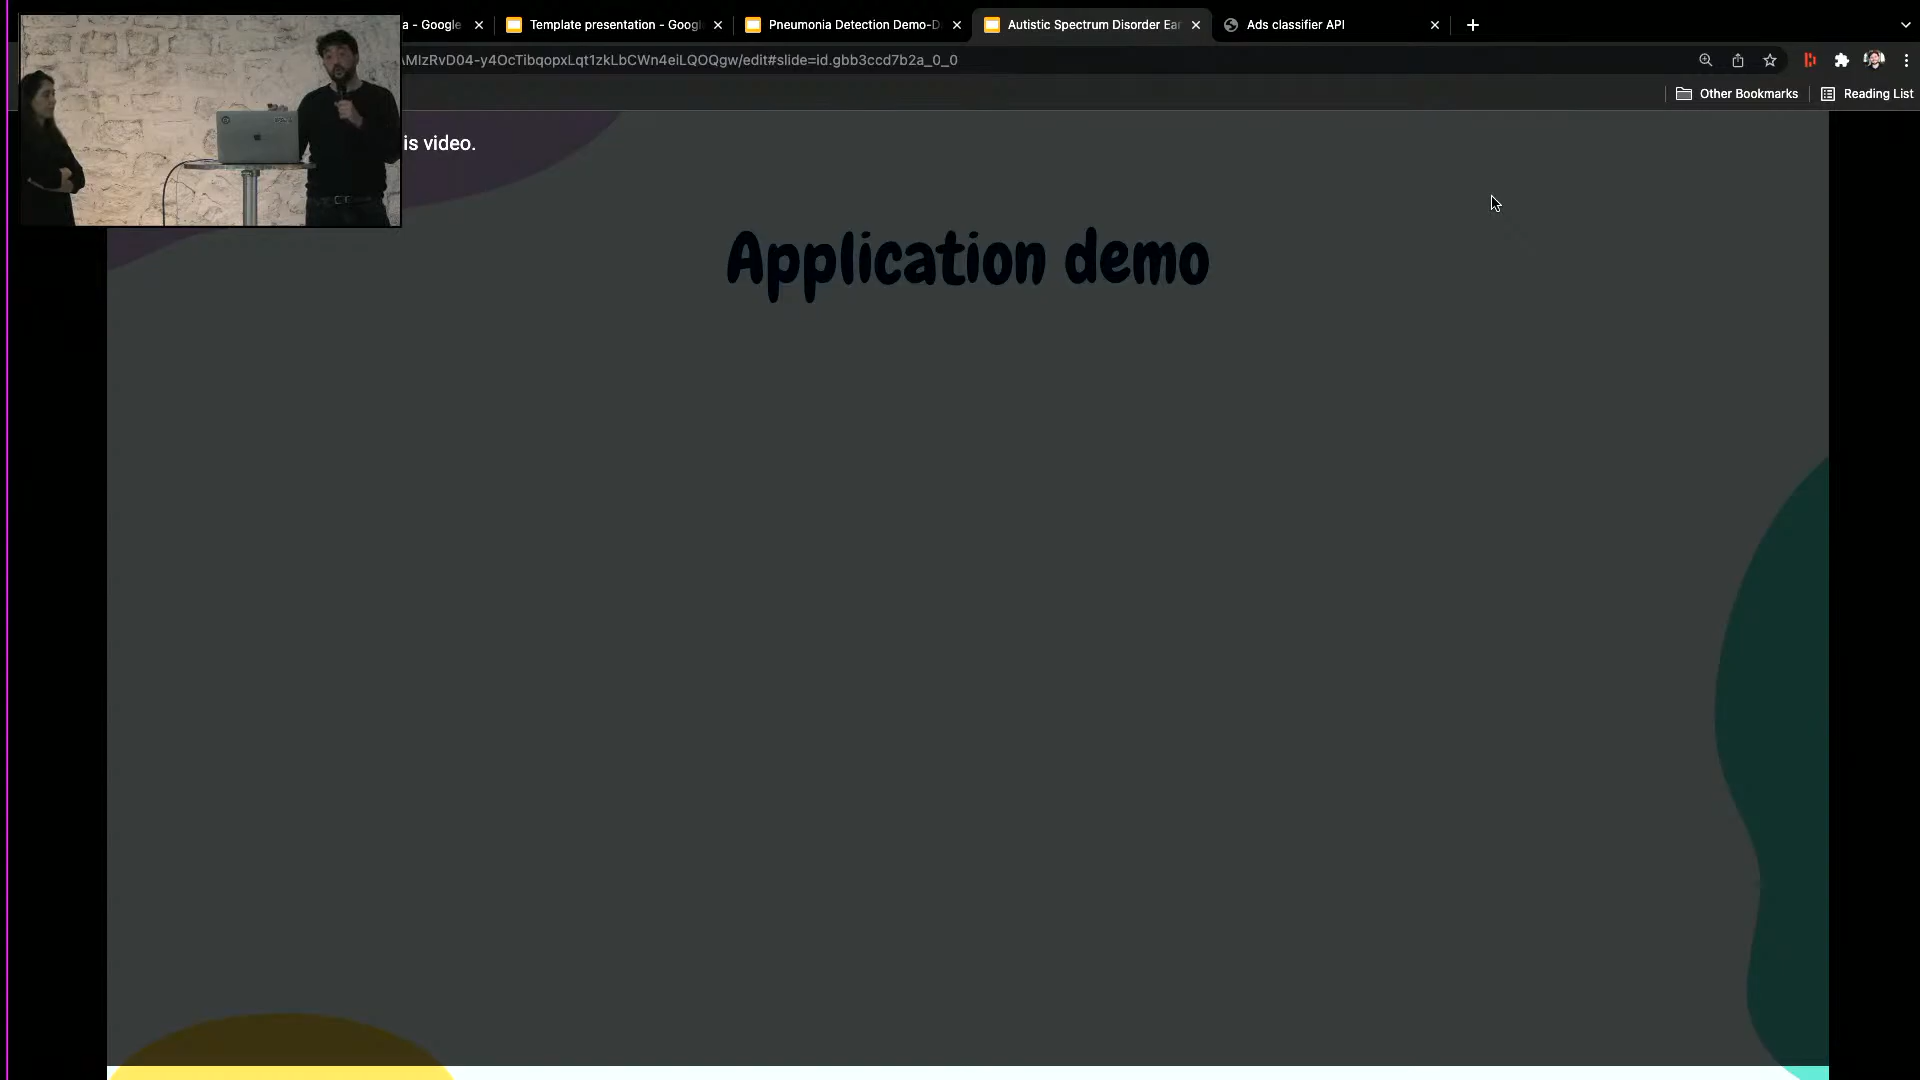 a - Google
Template presentation - Googl
Pneumonia Detection Demo-D
Autistic Spectrum Disorder Ear
Ads classifier API
AMIzRvD04-y4OcTibqopxLqt1zkLbCWn4eiLQOQgw/edit#slide=id.gbb3ccd7b2a_0_0
Other Bookmarks
Reading List
is video.
Application demo